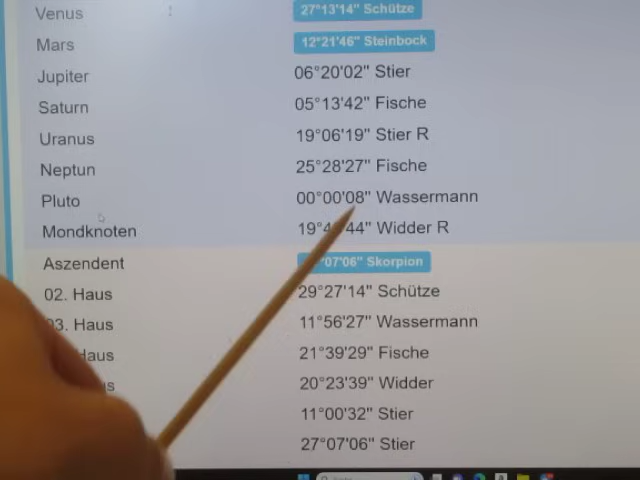 Venus 27°13'14" Schütze
Mars 12°21'46" Steinbock
Jupiter 06°20'02" Stier
Saturn 05°13'42" Fische
Uranus 19°06'19" Stier R
Neptun 25°28'27" Fische
Pluto 00°00'08" Wassermann
Mondknoten 44" Widder R
Aszendent 07'06" Skorpion
02. Haus 29°27'14" Schütze
03. Haus 11°56'27" Wassermann
Haus 21°39'29" Fische
20°23'39" Widder
11°00'32" Stier
27°07'06" Stier